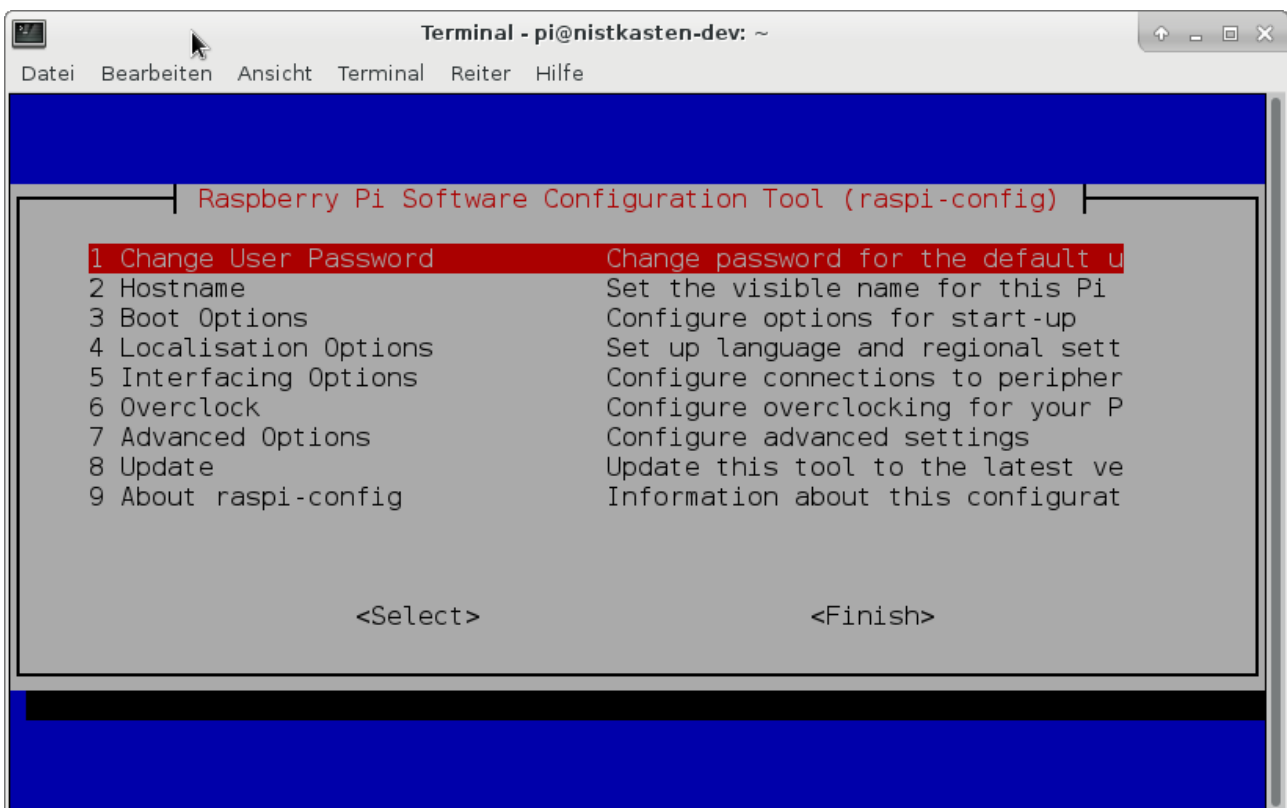 Terminal - pi@nistkasten-dev: ~
Datei Bearbeiten Ansicht Terminal Reiter Hilfe
Raspberry Pi Software Configuration Tool (raspi-config)
1 Change User Password Change password for the default u
2 Hostname Set the visible name for this Pi
3 Boot Options Configure options for start-up
4 Localisation Options Set up language and regional sett
5 Interfacing Options Configure connections to peripher
6 Overclock Configure overclocking for your P
7 Advanced Options Configure advanced settings
8 Update Update this tool to the latest ve
9 About raspi-config Information about this configurat
<Select> <Finish>